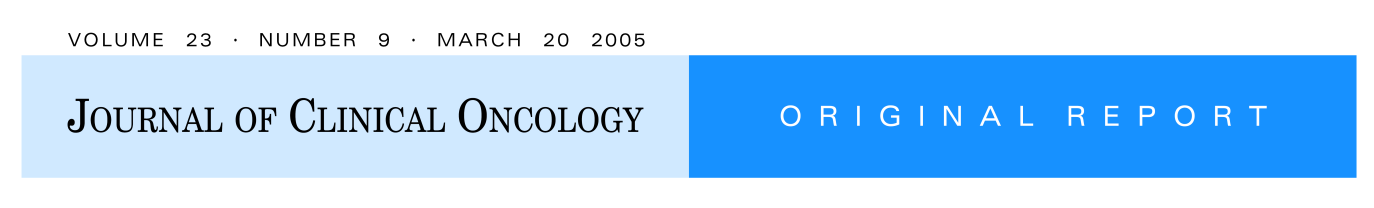 VOLUME 23 · NUMBER 9 · MARCH 20 2005
JOURNAL OF CLINICAL ONCOLOGY
ORIGINAL REPORT